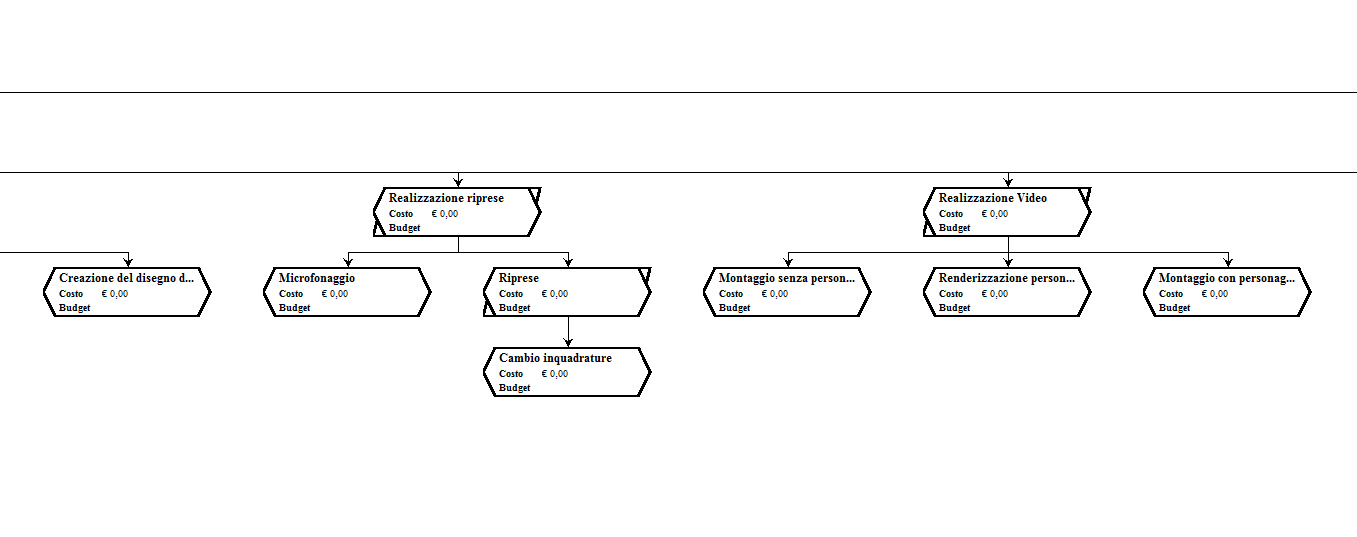 Realizzazione riprese
Costo € 0,00
Budget
Realizzazione Video
Costo € 0,00
Budget
Creazione del disegno d...
Costo € 0,00
Budget
Microfonaggio
Costo € 0,00
Budget
Riprese
Costo € 0,00
Budget
Montaggio senza person...
Costo € 0,00
Budget
Renderizzazione person...
Costo € 0,00
Budget
Montaggio con personag...
Costo € 0,00
Budget
Cambio inquadrature
Costo € 0,00
Budget